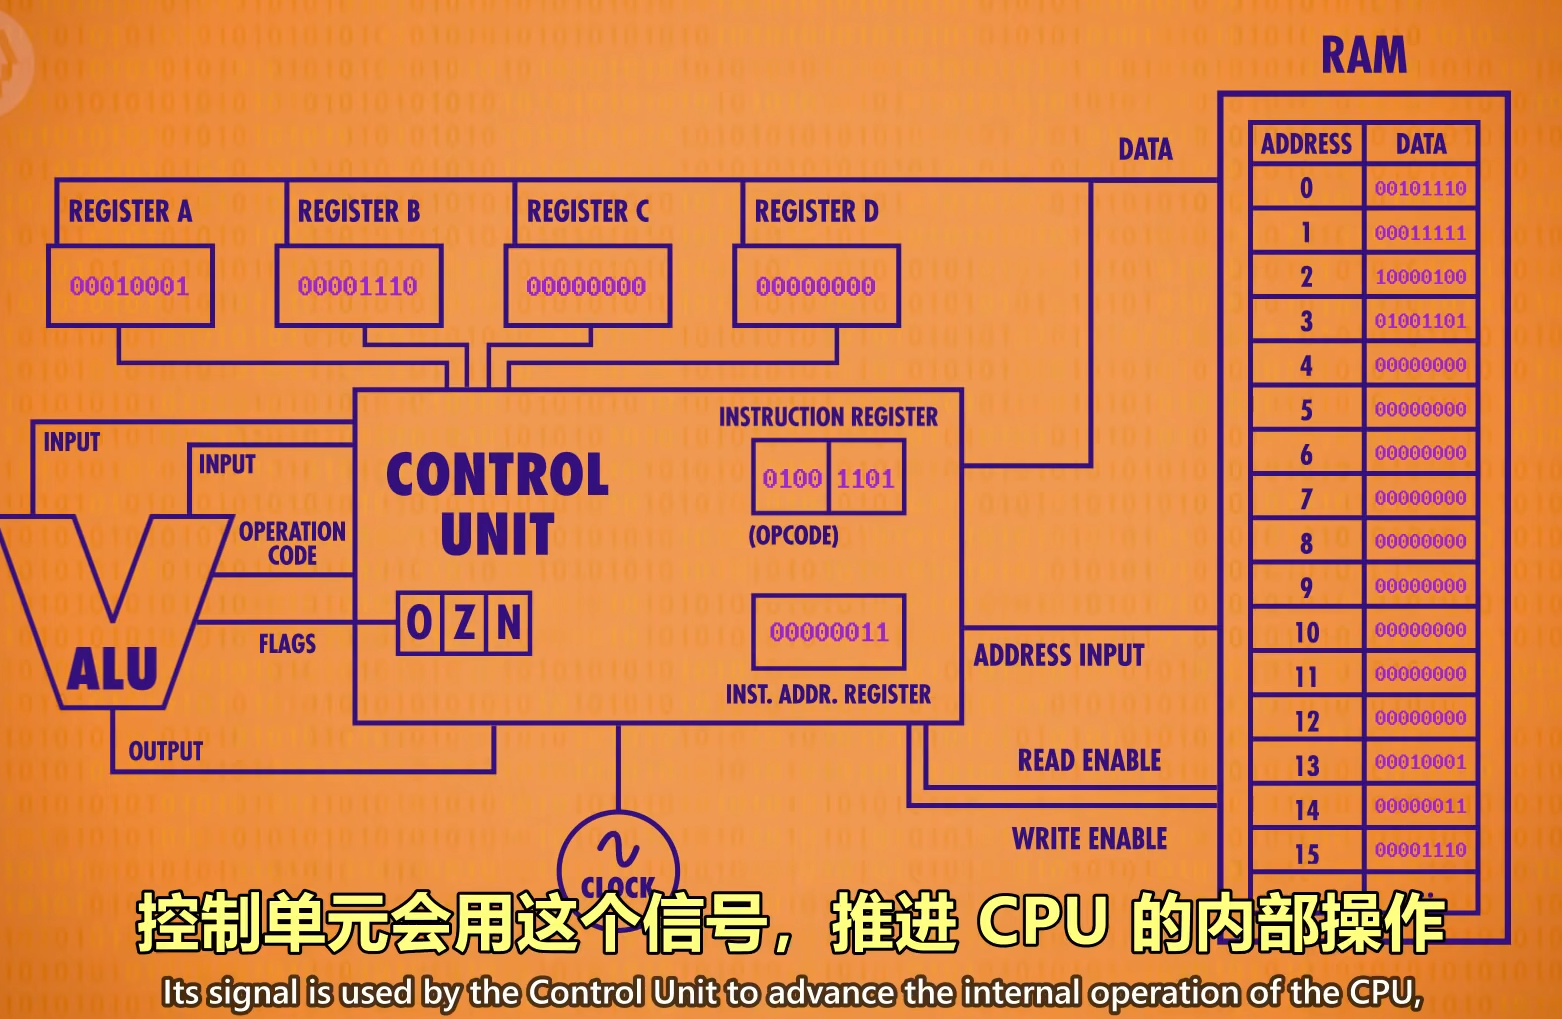 RAM
DATA
ADDRESS DATA
0 00101110
1 00011111
2 10000100
3 01001101
4 00000000
5 00000000
6 00000000
7 00000000
8 00000000
9 00000000
10 00000000
11 00000000
12 00000000
13 00010001
14 00000011
15 00001110
REGISTER A
00010001
REGISTER B
00001110
REGISTER C
00000000
REGISTER D
00000000
INPUT
INPUT
OPERATION
CODE
FLAGS
ALU
OUTPUT
CONTROL
UNIT
O Z N
INSTRUCTION REGISTER
0100 1101
(OPCODE)
00000011
INST. ADDR. REGISTER
ADDRESS INPUT
READ ENABLE
WRITE ENABLE
CLOCK
控制单元会用这个信号，推进 CPU 的内部操作
Its signal is used by the Control Unit to advance the internal operation of the CPU,